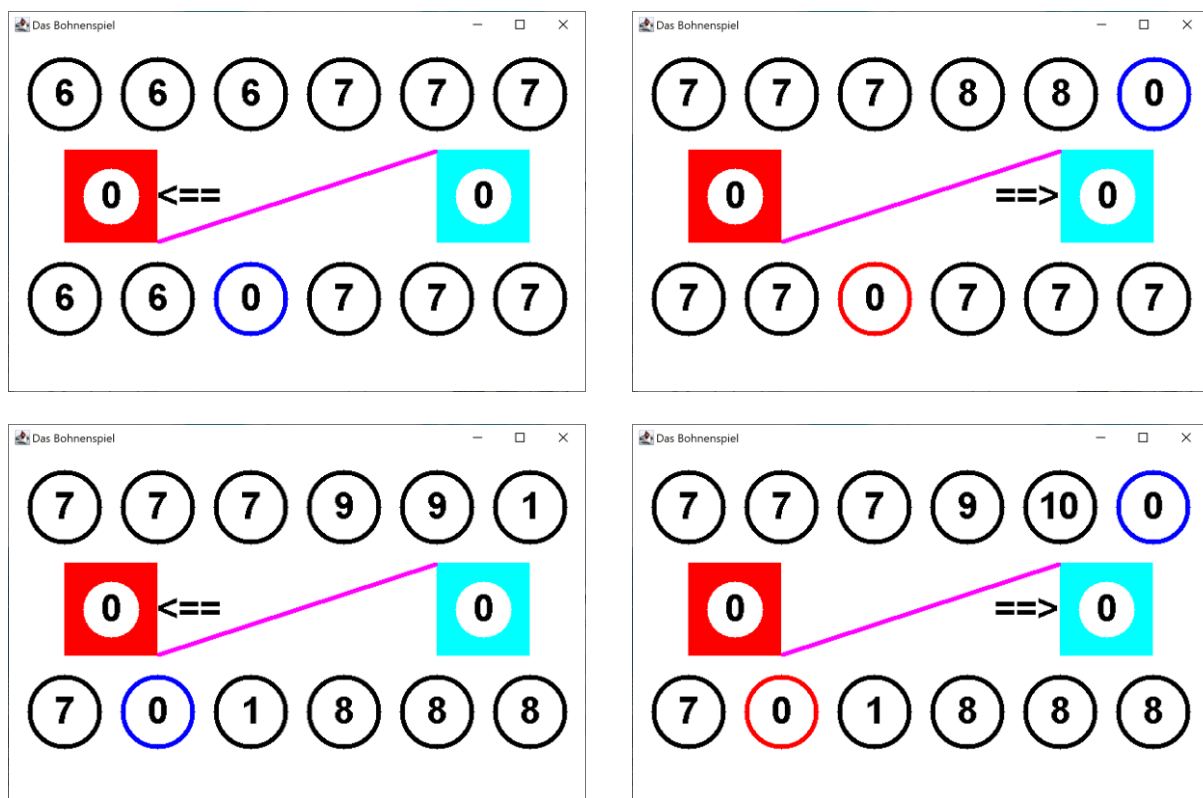 Das Bohnenspiel
6 6 6 7 7 7
0 <== 0
6 6 0 7 7 7
Das Bohnenspiel
7 7 7 8 8 0
0 ==> 0
7 7 0 7 7 7
Das Bohnenspiel
7 7 7 9 9 1
0 <== 0
7 0 1 8 8 8
Das Bohnenspiel
7 7 7 9 10 0
0 ==> 0
7 0 1 8 8 8